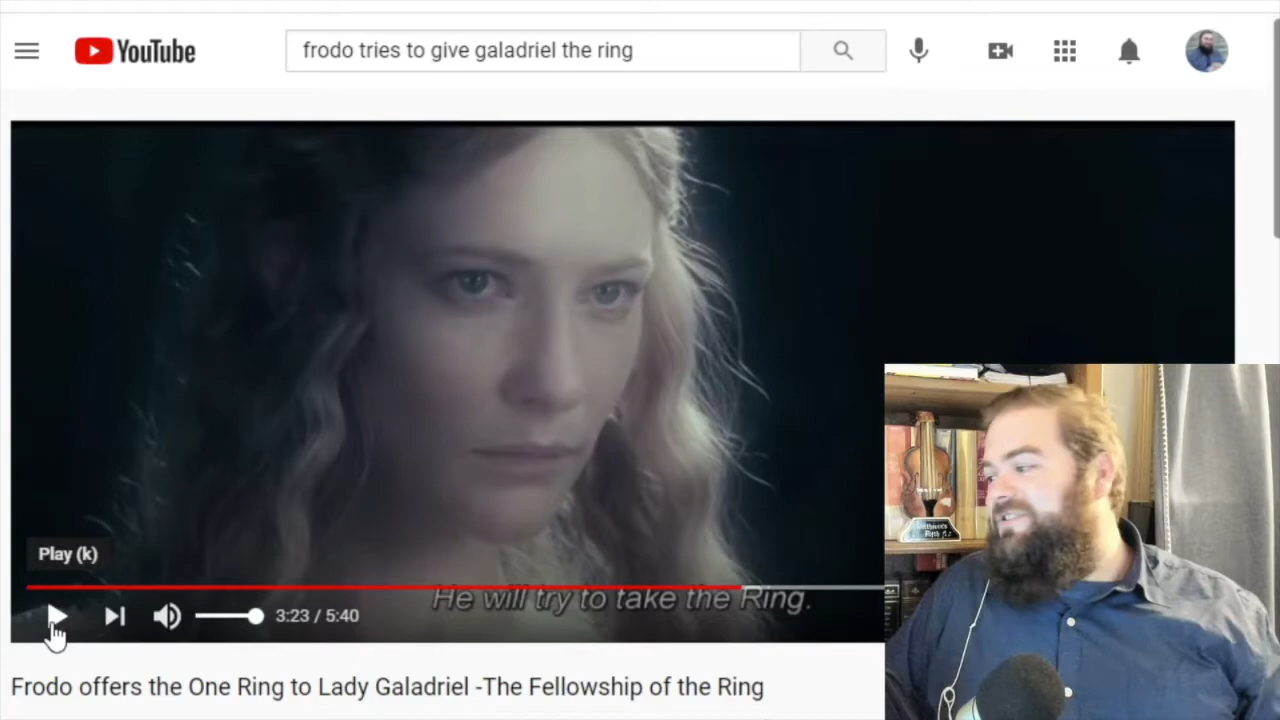 YouTube
frodo tries to give galadriel the ring
Play (k)
He will try to take the Ring.
3:23 / 5:40
Frodo offers the One Ring to Lady Galadriel -The Fellowship of the Ring